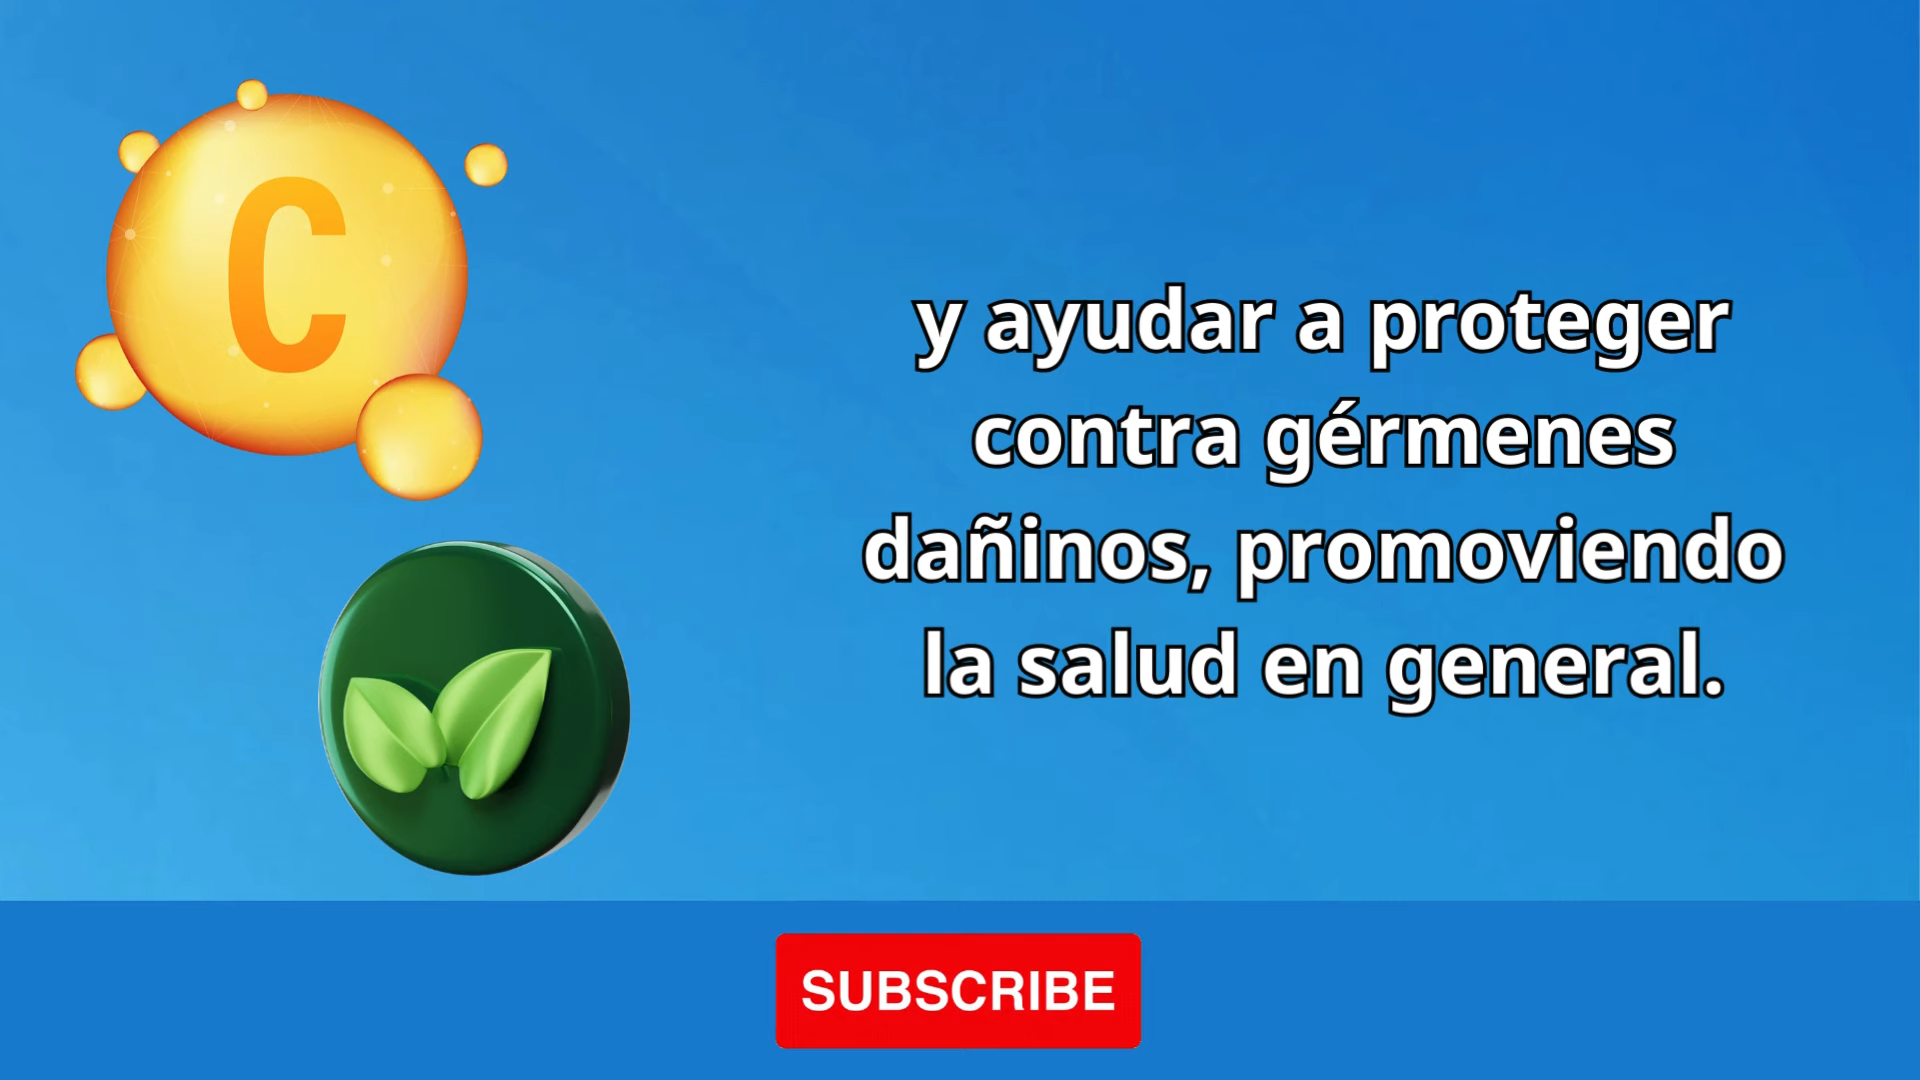 C
y ayudar a proteger
contra gérmenes
dañinos, promoviendo
la salud en general.
SUBSCRIBE